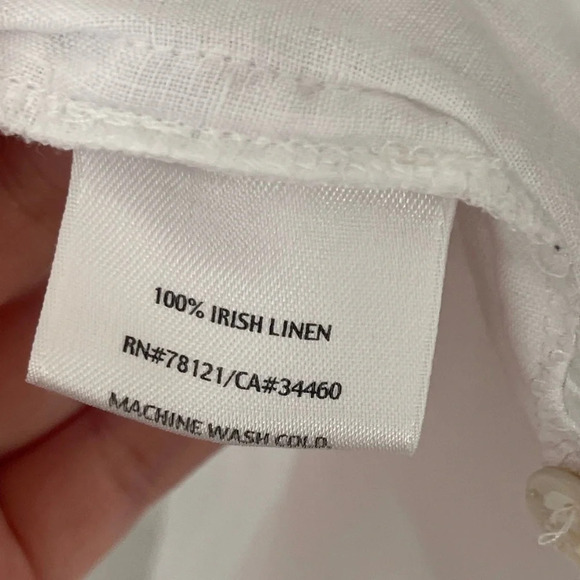 100% IRISH LINEN
RN#78121/CA#34460
MACHINE WASH COLD.